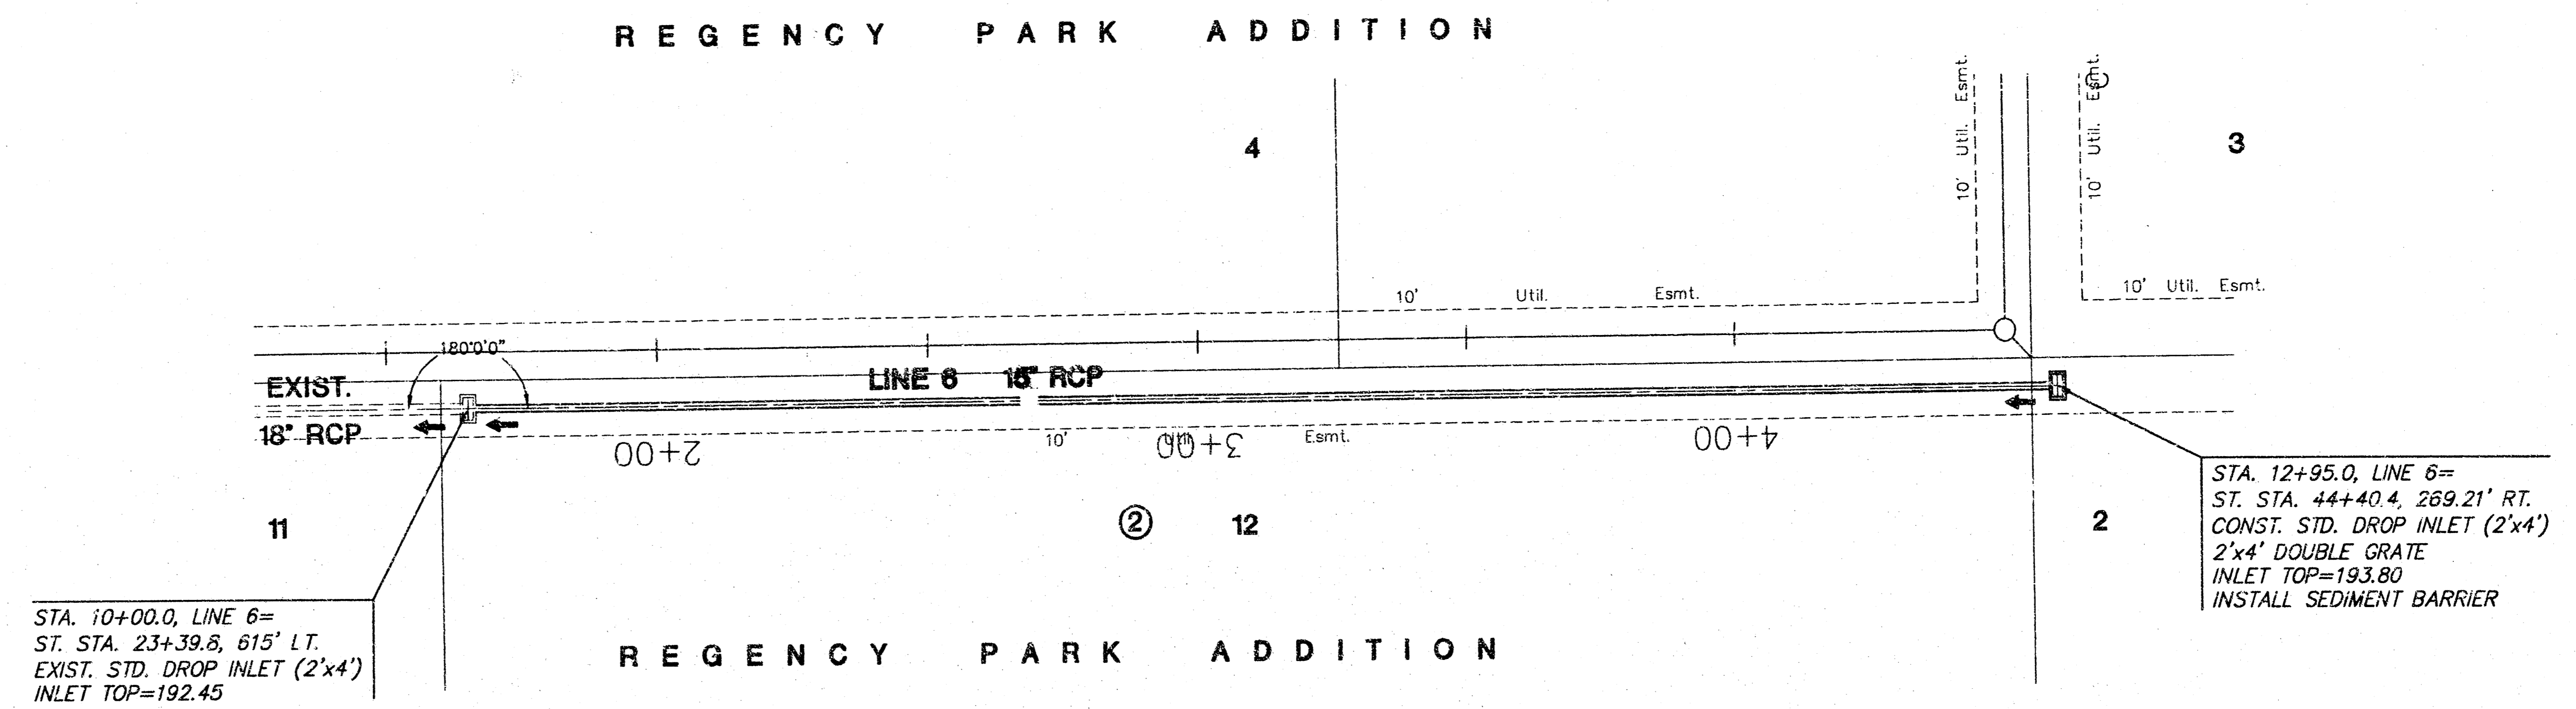 REGENCY PARK ADDITION
4
3
10' Util. Esmt.
10' Util. Esmt.
10' Util. Esmt.
10' Util. Esmt.
180°0'0"
EXIST.
LINE 6 15" RCP
18" RCP
10' Util. Esmt.
2+00
3+00
4+00
11
2
12
2
STA. 12+95.0, LINE 6=
ST. STA. 44+40.4, 269.21' RT.
CONST. STD. DROP INLET (2'x4')
2'x4' DOUBLE GRATE
INLET TOP=193.80
INSTALL SEDIMENT BARRIER
STA. 10+00.0, LINE 6=
ST. STA. 23+39.8, 615' LT.
EXIST. STD. DROP INLET (2'x4')
INLET TOP=192.45
REGENCY PARK ADDITION